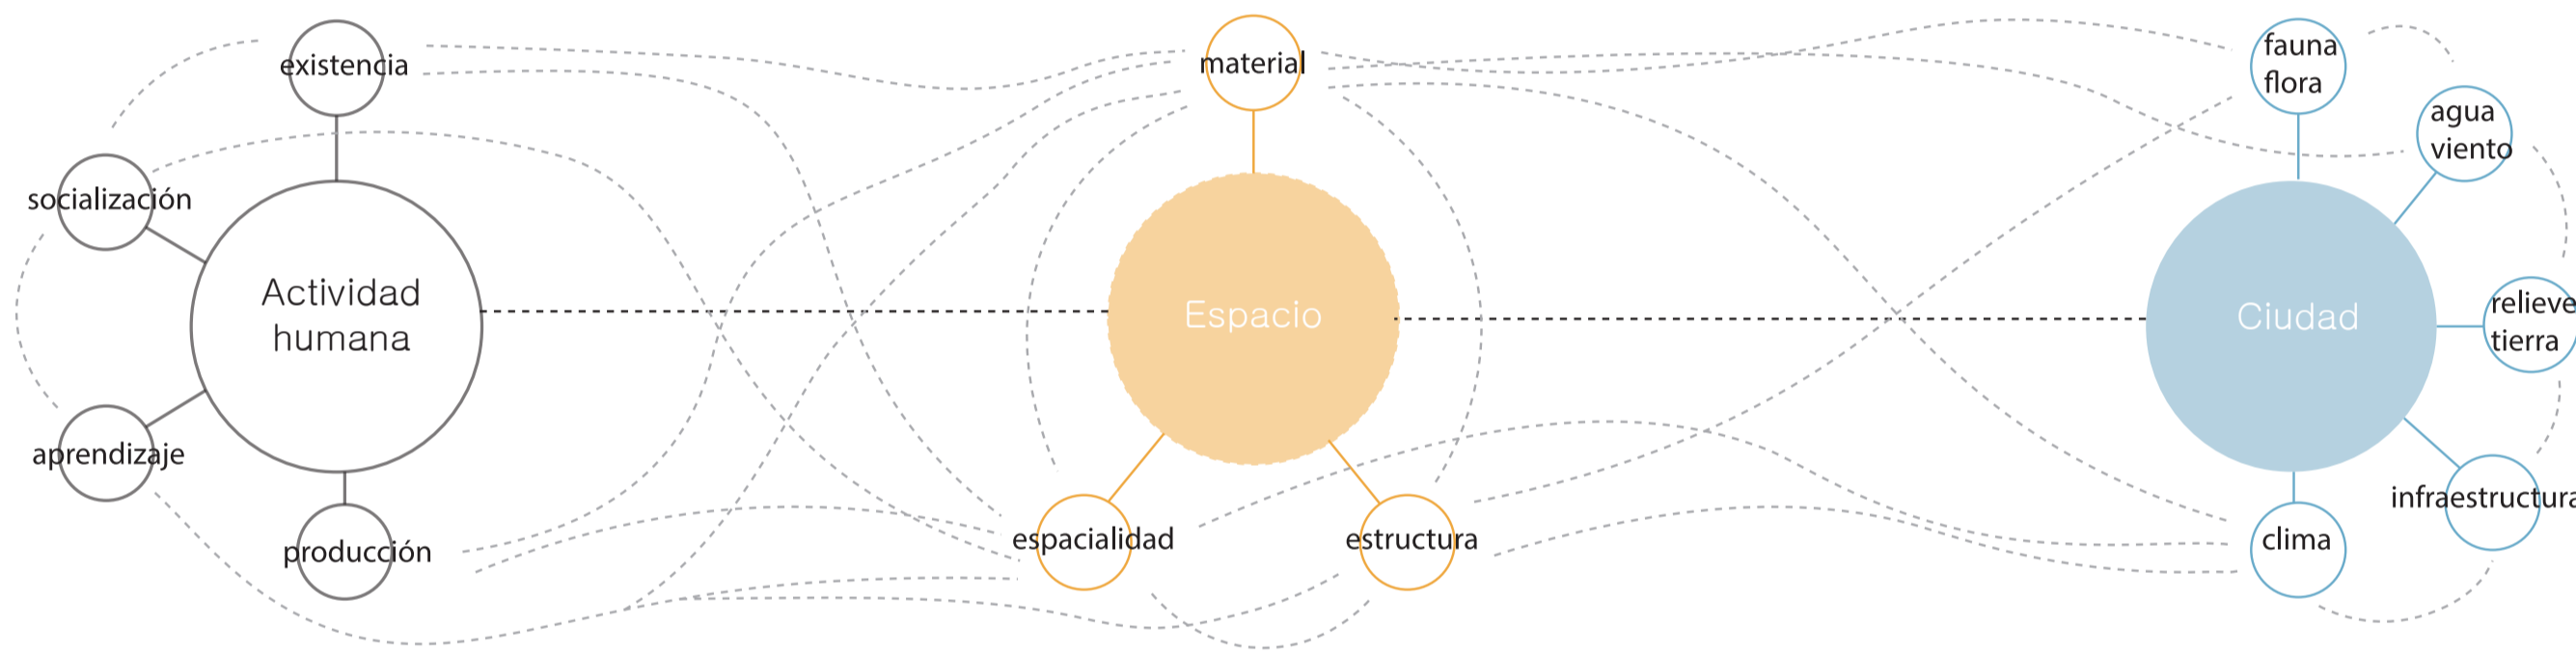 existencia
socialización
Actividad
humana
aprendizaje
producción
material
Espacio
espacialidad
estructura
fauna
flora
agua
viento
relieve
tierra
Ciudad
infraestructura
clima